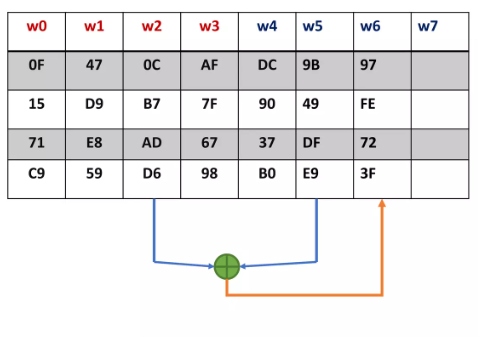 w0 w1 w2 w3 w4 w5 w6 w7
0F 47 0C AF DC 9B 97
15 D9 B7 7F 90 49 FE
71 E8 AD 67 37 DF 72
C9 59 D6 98 B0 E9 3F